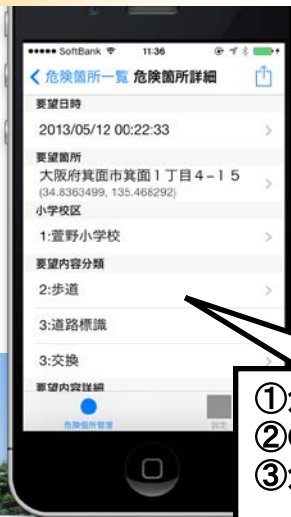 SoftBank 11:36
危険箇所一覧 危険箇所詳細
要望日時
2013/05/12 00:22:33
要望箇所
大阪府箕面市箕面1丁目4-15
(34.8363499, 135.468292)
小学校区
1:萱野小学校
要望内容分類
2:歩道
3:道路標識
3:交換
要望内容詳細
危険箇所管理 設定
①
②
③